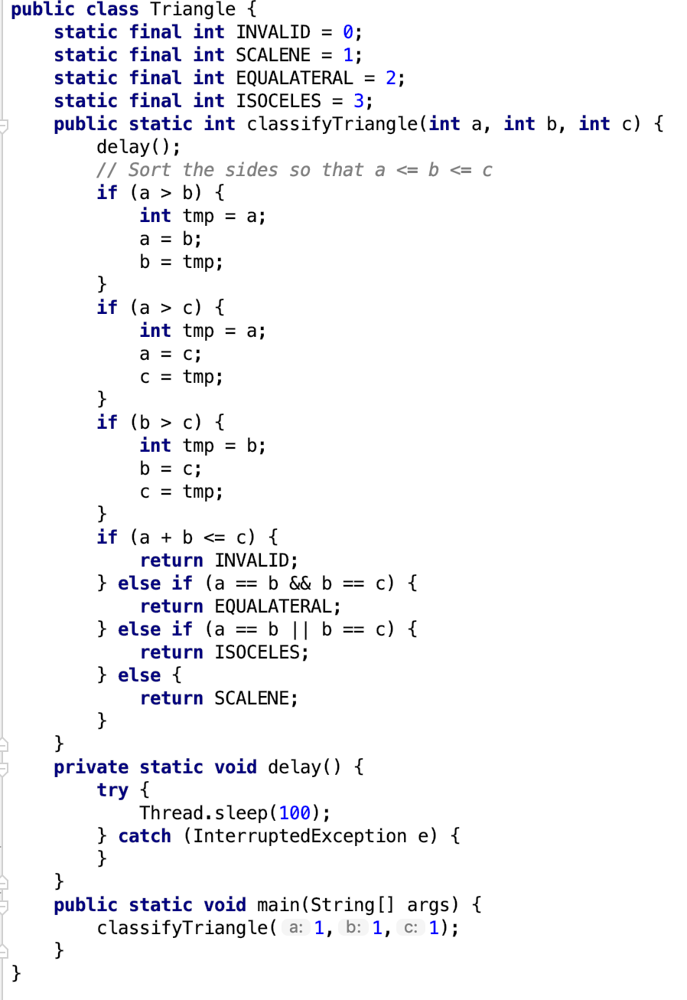 public class Triangle {
    static final int INVALID = 0;
    static final int SCALENE = 1;
    static final int EQUALATERAL = 2;
    static final int ISOCELES = 3;
    public static int classifyTriangle(int a, int b, int c) {
        delay();
        // Sort the sides so that a <= b <= c
        if (a > b) {
            int tmp = a;
            a = b;
            b = tmp;
        }
        if (a > c) {
            int tmp = a;
            a = c;
            c = tmp;
        }
        if (b > c) {
            int tmp = b;
            b = c;
            c = tmp;
        }
        if (a + b <= c) {
            return INVALID;
        } else if (a == b && b == c) {
            return EQUALATERAL;
        } else if (a == b || b == c) {
            return ISOCELES;
        } else {
            return SCALENE;
        }
    }
    private static void delay() {
        try {
            Thread.sleep(100);
        } catch (InterruptedException e) {
        }
    }
    public static void main(String[] args) {
        classifyTriangle( a: 1, b: 1, c: 1);
    }
}